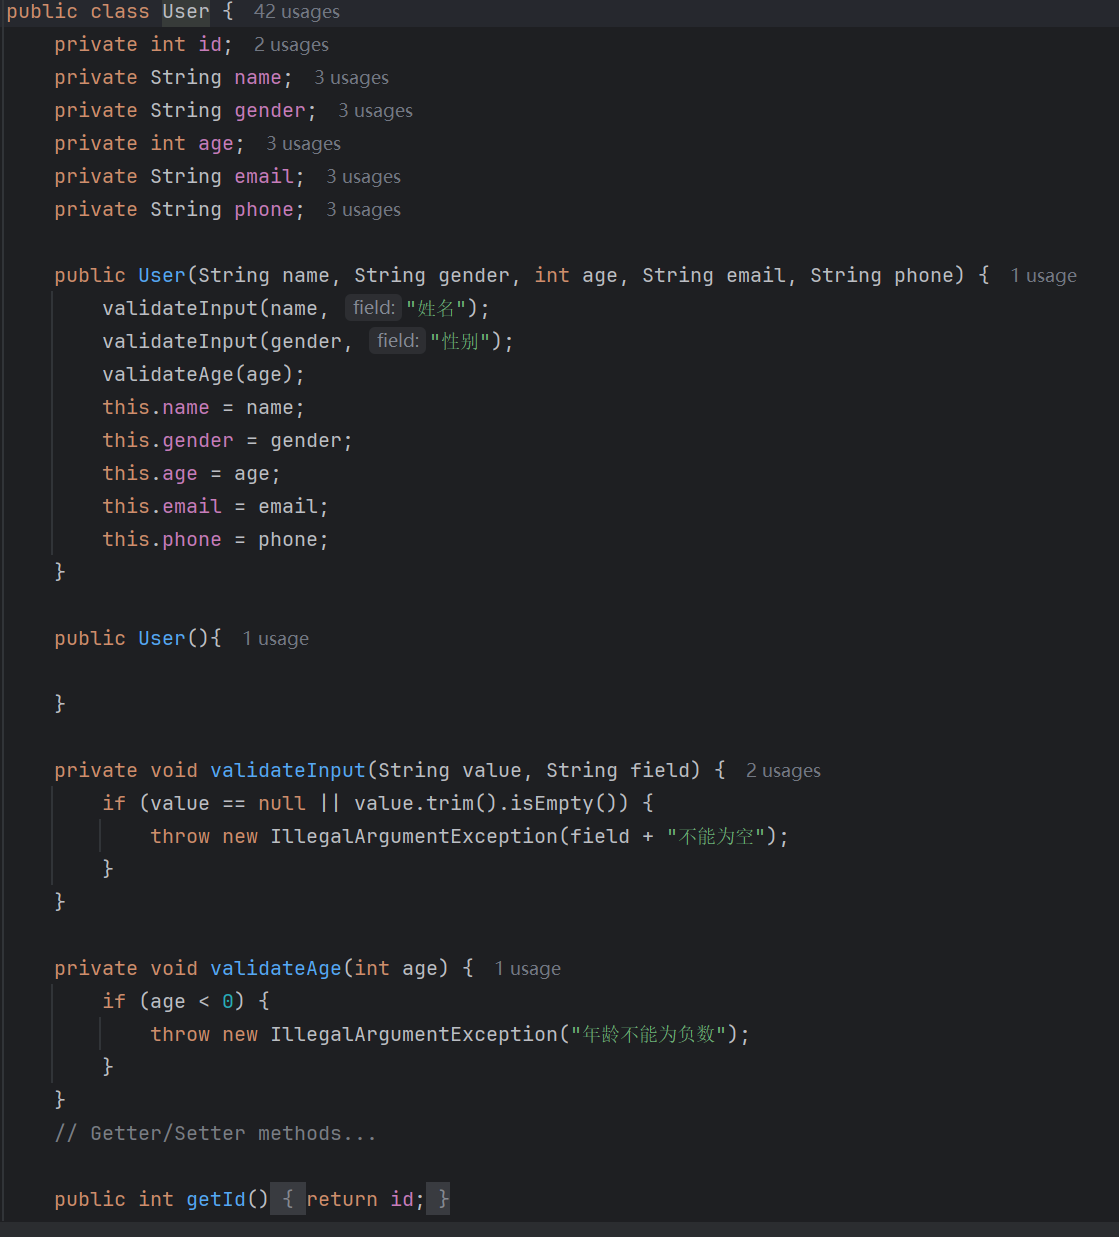 public class User {  42 usages
    private int id;  2 usages
    private String name;  3 usages
    private String gender;  3 usages
    private int age;  3 usages
    private String email;  3 usages
    private String phone;  3 usages

    public User(String name, String gender, int age, String email, String phone) {  1 usage
        validateInput(name,  field: "姓名");
        validateInput(gender,  field: "性别");
        validateAge(age);
        this.name = name;
        this.gender = gender;
        this.age = age;
        this.email = email;
        this.phone = phone;
    }

    public User(){  1 usage

    }

    private void validateInput(String value, String field) {  2 usages
        if (value == null || value.trim().isEmpty()) {
            throw new IllegalArgumentException(field + "不能为空");
        }
    }

    private void validateAge(int age) {  1 usage
        if (age < 0) {
            throw new IllegalArgumentException("年龄不能为负数");
        }
    }
    // Getter/Setter methods...

    public int getId() { return id; }